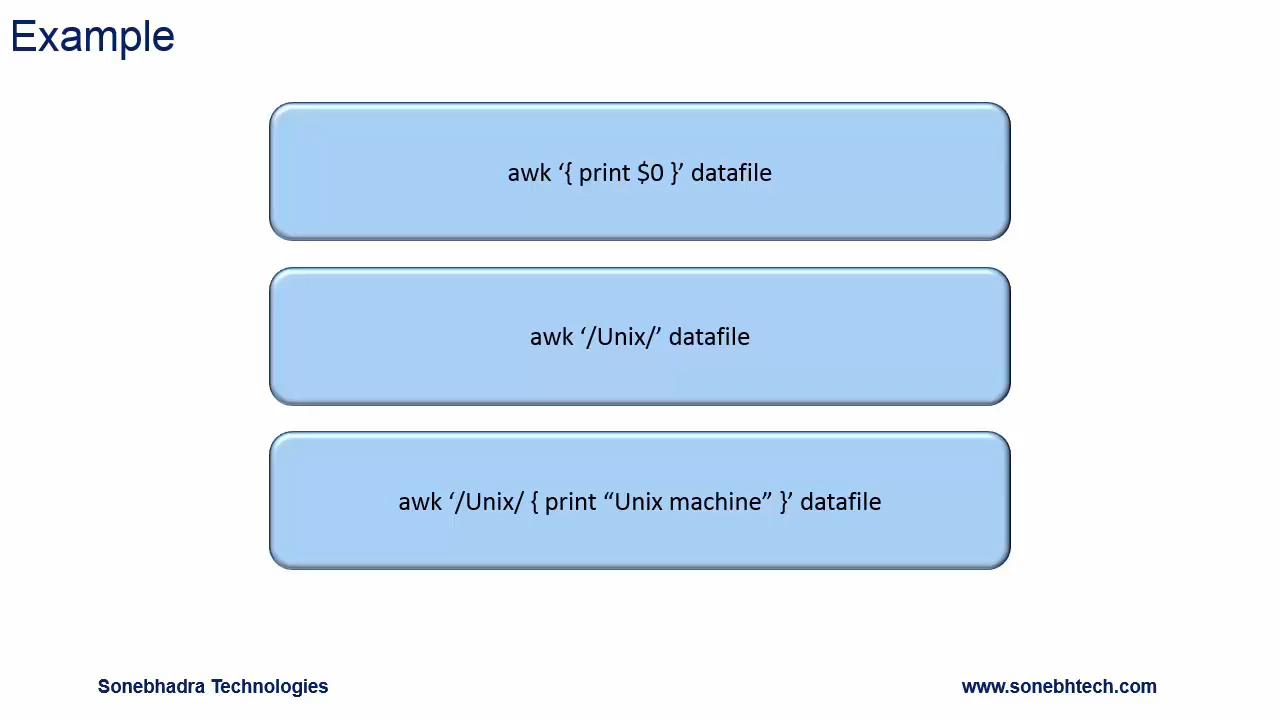 Example
awk ‘{ print $0 }’ datafile
awk ‘/Unix/’ datafile
awk ‘/Unix/ { print “Unix machine” }’ datafile
Sonebhadra Technologies
www.sonebhtech.com